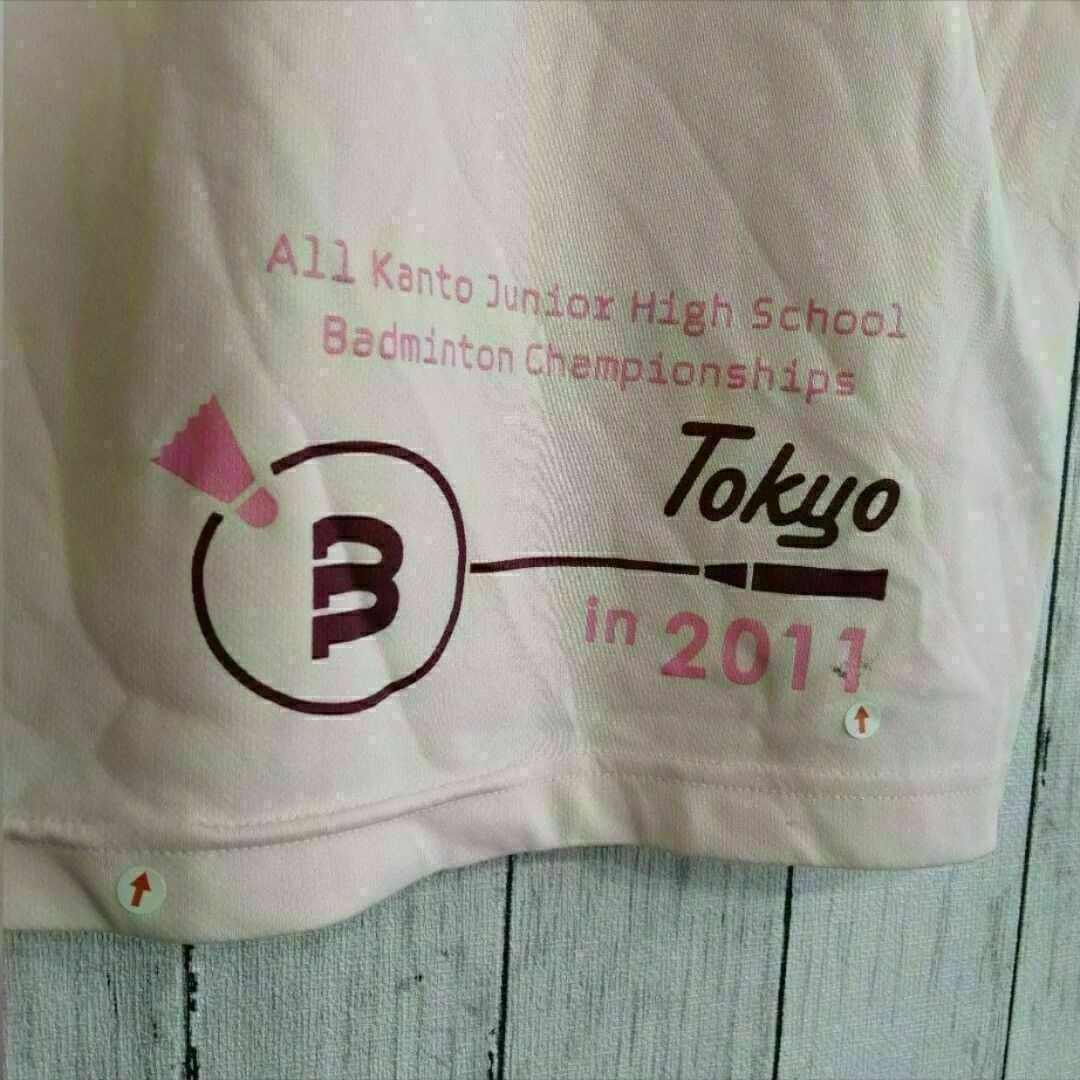 All Kanto Junior High School
Badminton Championships
B
Tokyo
in 2011